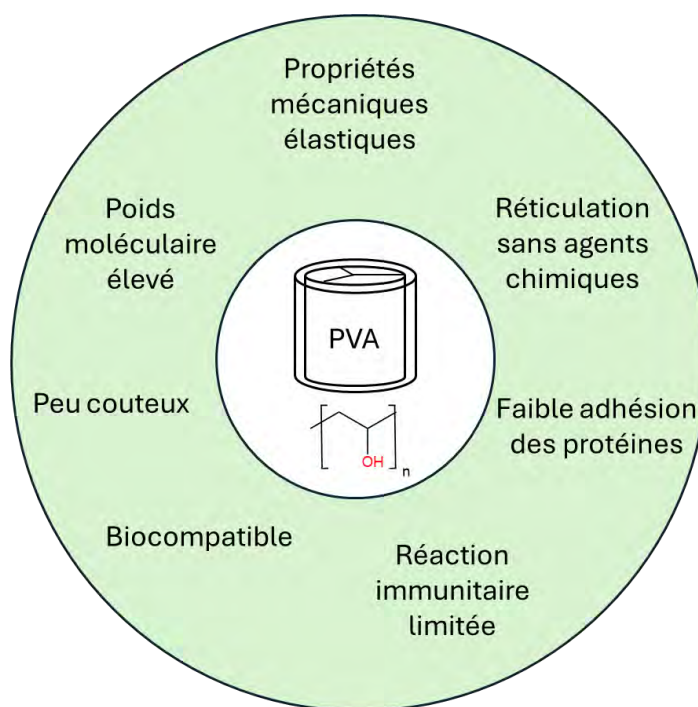 Propriétés
mécaniques
élastiques
Réticulation
sans agents
chimiques
Faible adhésion
des protéines
Réaction
immunitaire
limitée
Biocompatible
Peu couteux
Poids
moléculaire
élevé
PVA
OH
n